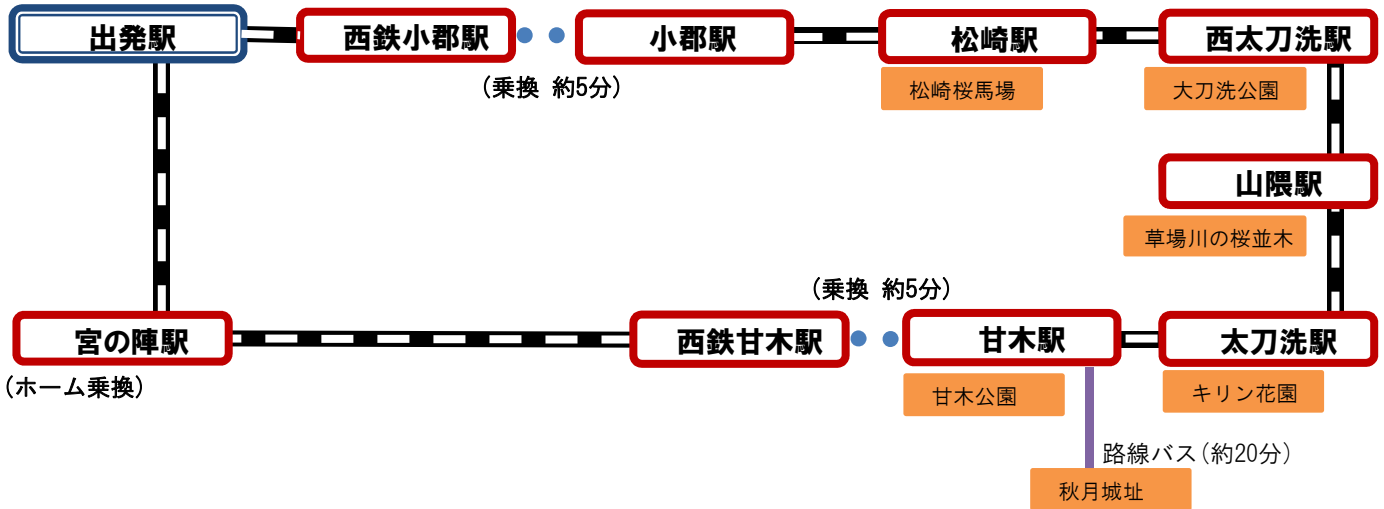 出発駅
西鉄小郡駅
小郡駅
松崎駅
西太刀洗駅
(乗換 約5分)
松崎桜馬場
大刀洗公園
山隈駅
草場川の桜並木
(乗換 約5分)
宮の陣駅
西鉄甘木駅
甘木駅
太刀洗駅
(ホーム乗換)
甘木公園
キリン花園
路線バス(約20分)
秋月城址